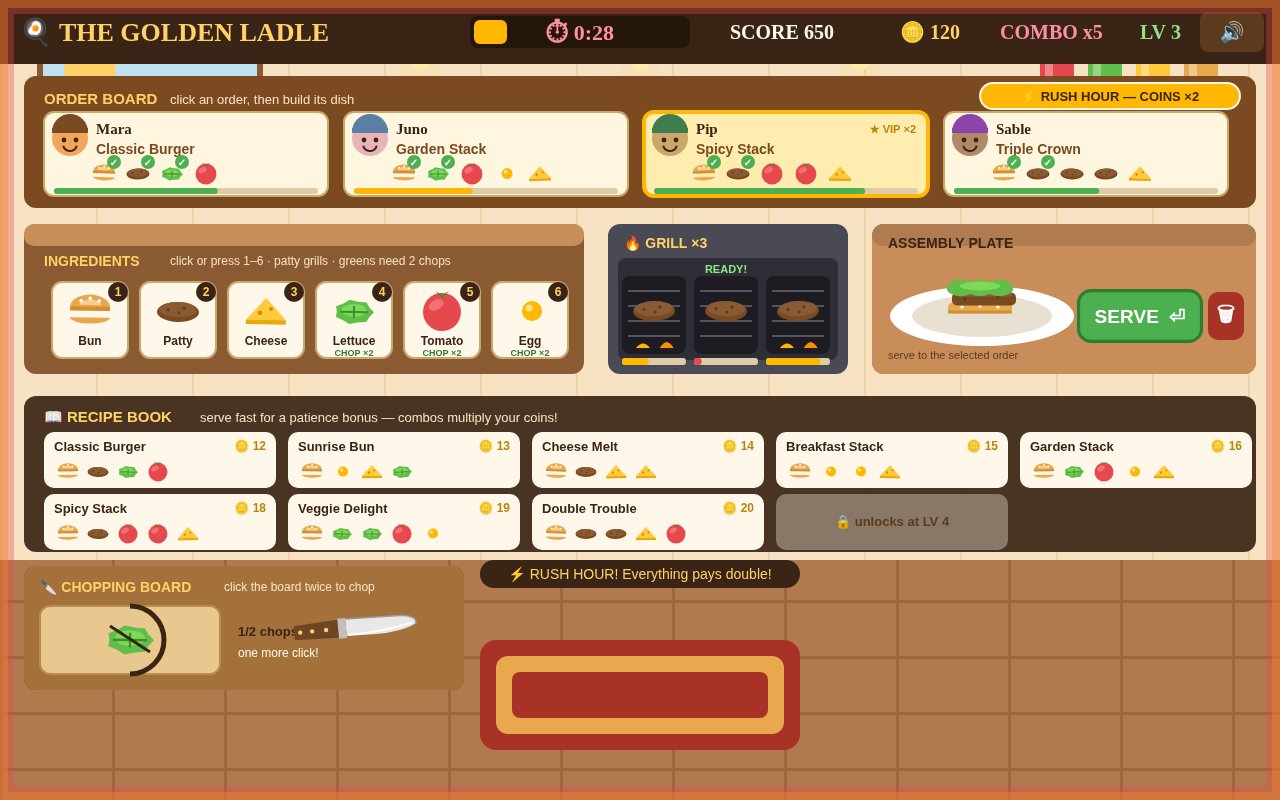 THE GOLDEN LADLE
0:28
SCORE 650
120
COMBO x5
LV 3
ORDER BOARD
click an order, then build its dish
⚡ RUSH HOUR — COINS ×2
Mara
Classic Burger
Juno
Garden Stack
Pip
★ VIP ×2
Spicy Stack
Sable
Triple Crown
INGREDIENTS
click or press 1–6 · patty grills · greens need 2 chops
1
Bun
2
Patty
3
Cheese
4
Lettuce
CHOP ×2
5
Tomato
CHOP ×2
6
Egg
CHOP ×2
GRILL ×3
READY!
ASSEMBLY PLATE
SERVE ⏎
serve to the selected order
RECIPE BOOK
serve fast for a patience bonus — combos multiply your coins!
Classic Burger 12
Sunrise Bun 13
Cheese Melt 14
Breakfast Stack 15
Garden Stack 16
Spicy Stack 18
Veggie Delight 19
Double Trouble 20
unlocks at LV 4
CHOPPING BOARD
click the board twice to chop
1/2 chops
one more click!
⚡ RUSH HOUR! Everything pays double!